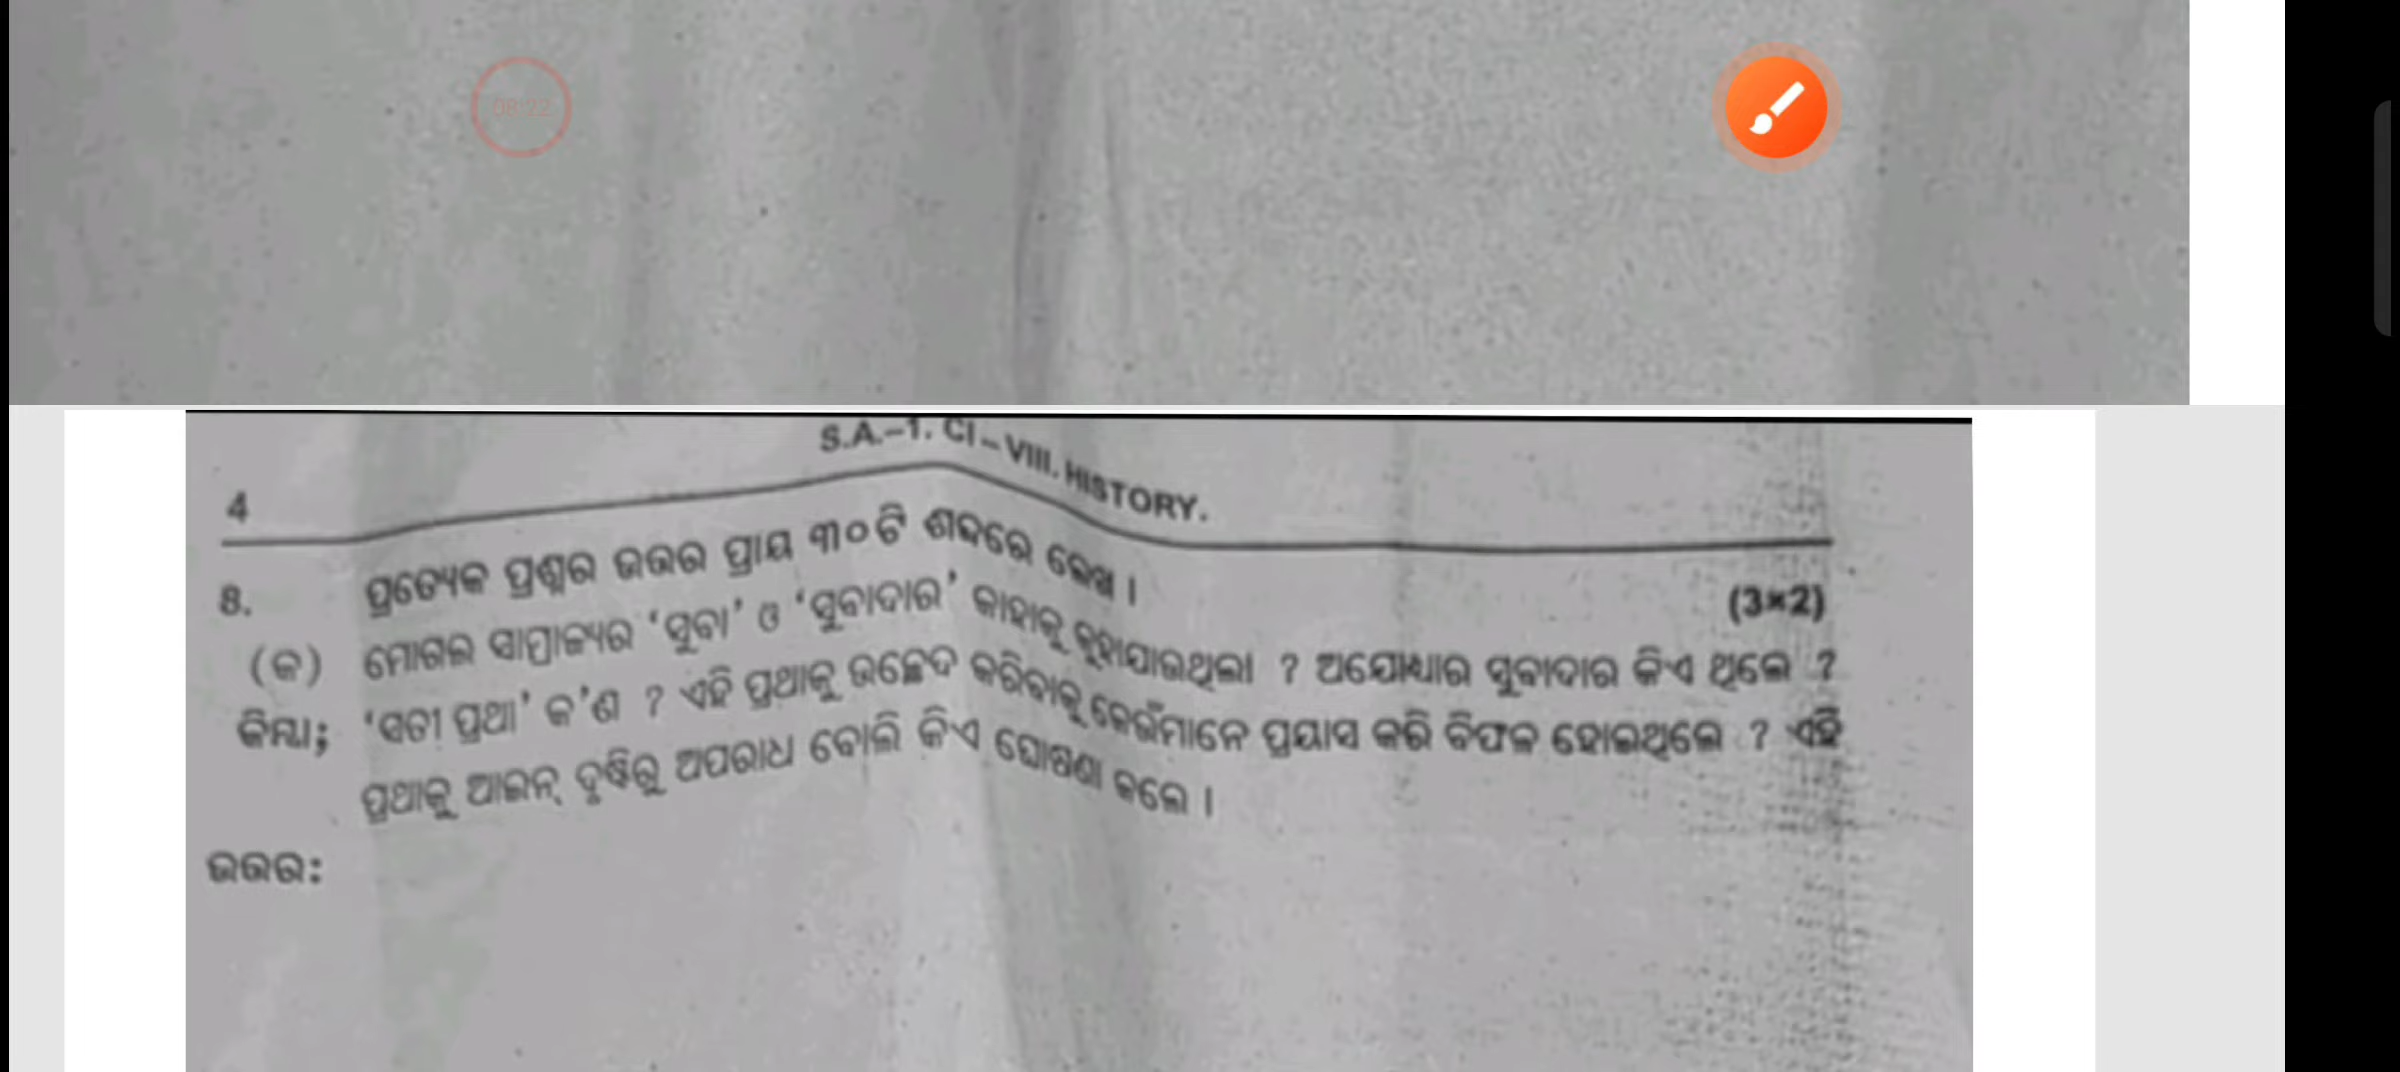 08:22
S.A.–1. Cl – VIII. HISTORY.
4
8. ପ୍ରତ୍ୟେକ ପ୍ରଶ୍ନର ଉତ୍ତର ପ୍ରାୟ ୩୦ଟି ଶବ୍ଦରେ ଲେଖ । (3×2)
(କ) ମୋଗଲ ସାମ୍ରାଜ୍ୟର ‘ସୁବା’ ଓ ‘ସୁବାଦାର’ କାହାକୁ କୁହାଯାଉଥିଲା ? ଅଯୋଧ୍ୟାର ସୁବାଦାର କିଏ ଥିଲେ ?
କିମ୍ବା; ‘ସତୀ ପ୍ରଥା’ କ’ଣ ? ଏହି ପ୍ରଥାକୁ ଉଚ୍ଛେଦ କରିବାକୁ କେଉଁମାନେ ପ୍ରୟାସ କରି ବିଫଳ ହୋଇଥିଲେ ? ଏହି
ପ୍ରଥାକୁ ଆଇନ୍ ଦୃଷ୍ଟିରୁ ଅପରାଧ ବୋଲି କିଏ ଘୋଷଣା କଲେ ।
ଉତ୍ତର: